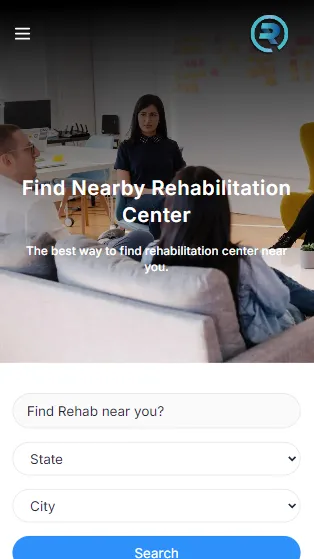 Find Nearby Rehabilitation
Center
The best way to find rehabilitation center near
you.
Find Rehab near you?
State
City
Search